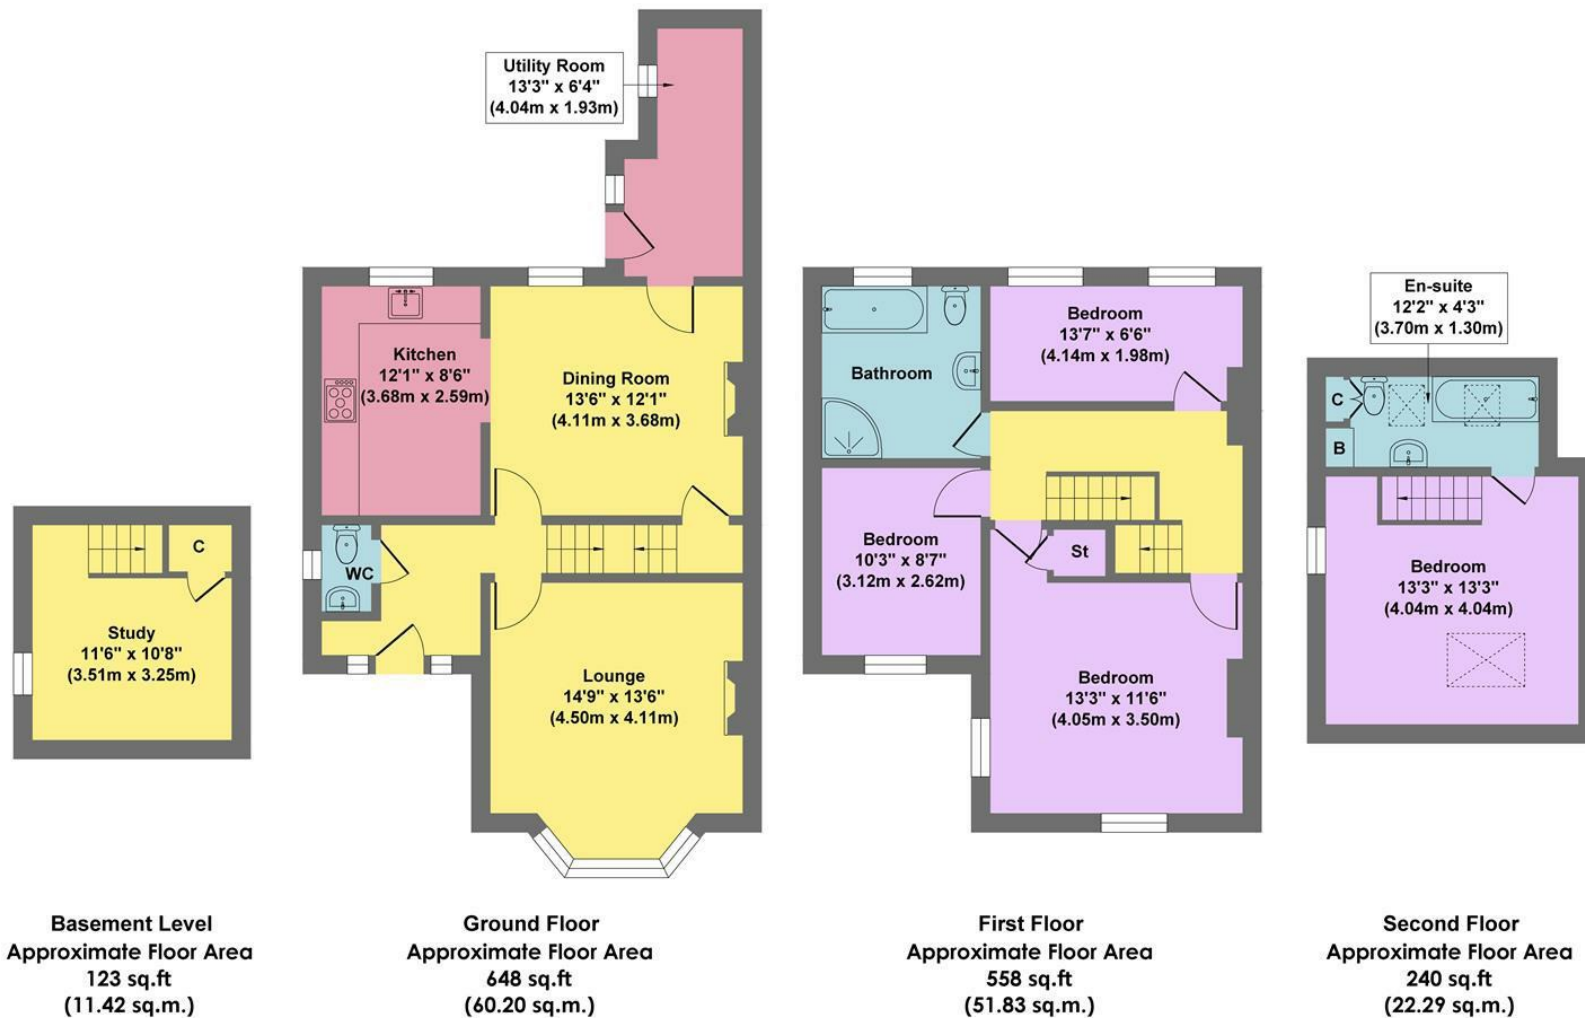 Utility Room
13'3" x 6'4"
(4.04m x 1.93m)
Kitchen
12'1" x 8'6"
(3.68m x 2.59m)
Dining Room
13'6" x 12'1"
(4.11m x 3.68m)
WC
Lounge
14'9" x 13'6"
(4.50m x 4.11m)
C
Study
11'6" x 10'8"
(3.51m x 3.25m)
Bathroom
Bedroom
13'7" x 6'6"
(4.14m x 1.98m)
Bedroom
10'3" x 8'7"
(3.12m x 2.62m)
St
Bedroom
13'3" x 11'6"
(4.05m x 3.50m)
En-suite
12'2" x 4'3"
(3.70m x 1.30m)
C
B
Bedroom
13'3" x 13'3"
(4.04m x 4.04m)
Basement Level
Approximate Floor Area
123 sq.ft
(11.42 sq.m.)
Ground Floor
Approximate Floor Area
648 sq.ft
(60.20 sq.m.)
First Floor
Approximate Floor Area
558 sq.ft
(51.83 sq.m.)
Second Floor
Approximate Floor Area
240 sq.ft
(22.29 sq.m.)